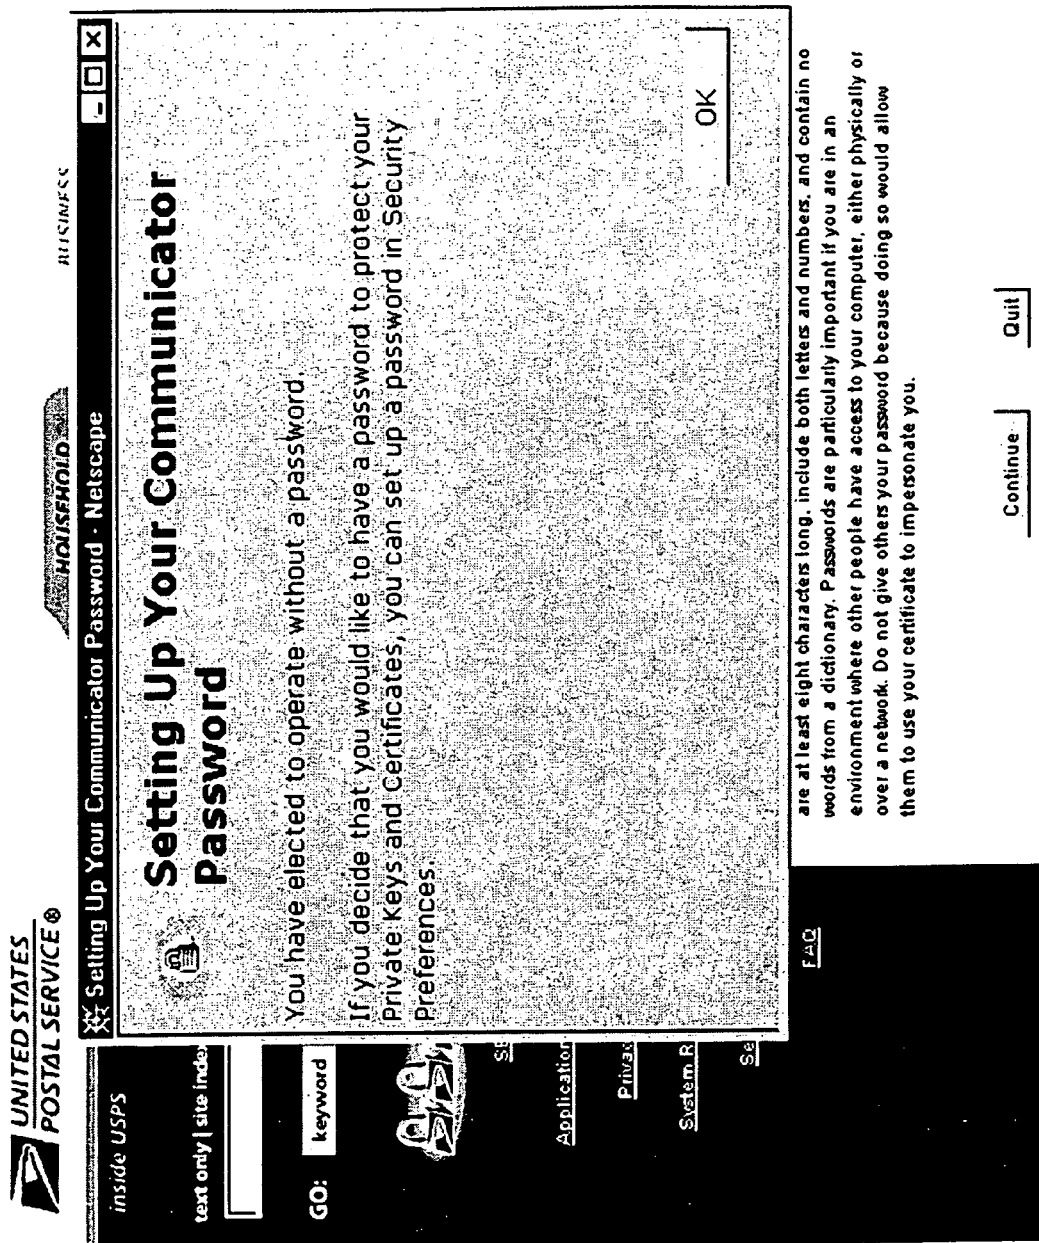 UNITED STATES
POSTAL SERVICE®
HOUSEHOLD
BUSINESS
inside USPS
text only | site index
GO: keyword
Application
System R
FAQ
Setting Up Your Communicator Password - Netscape
Setting Up Your Communicator
Password
You have elected to operate without a password.
If you decide that you would like to have a password to protect your
Private Keys and Certificates, you can set up a password in Security
Preferences.
OK
are at least eight characters long, include both letters and numbers, and contain no
words from a dictionary. Passwords are particularly important if you are in an
environment where other people have access to your computer, either physically or
over a network. Do not give others your password because doing so would allow
them to use your certificate to impersonate you.
Continue
Quit